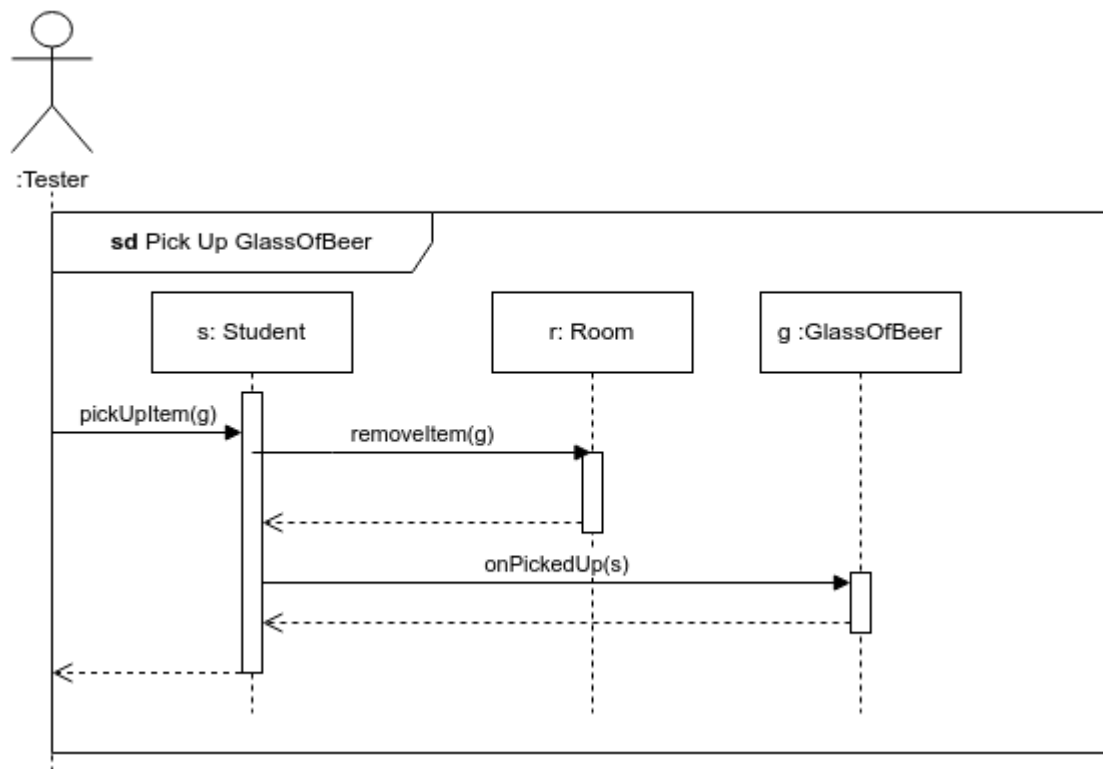 :Tester
sd Pick Up GlassOfBeer
s: Student
r: Room
g :GlassOfBeer
pickUpItem(g)
removeItem(g)
onPickedUp(s)